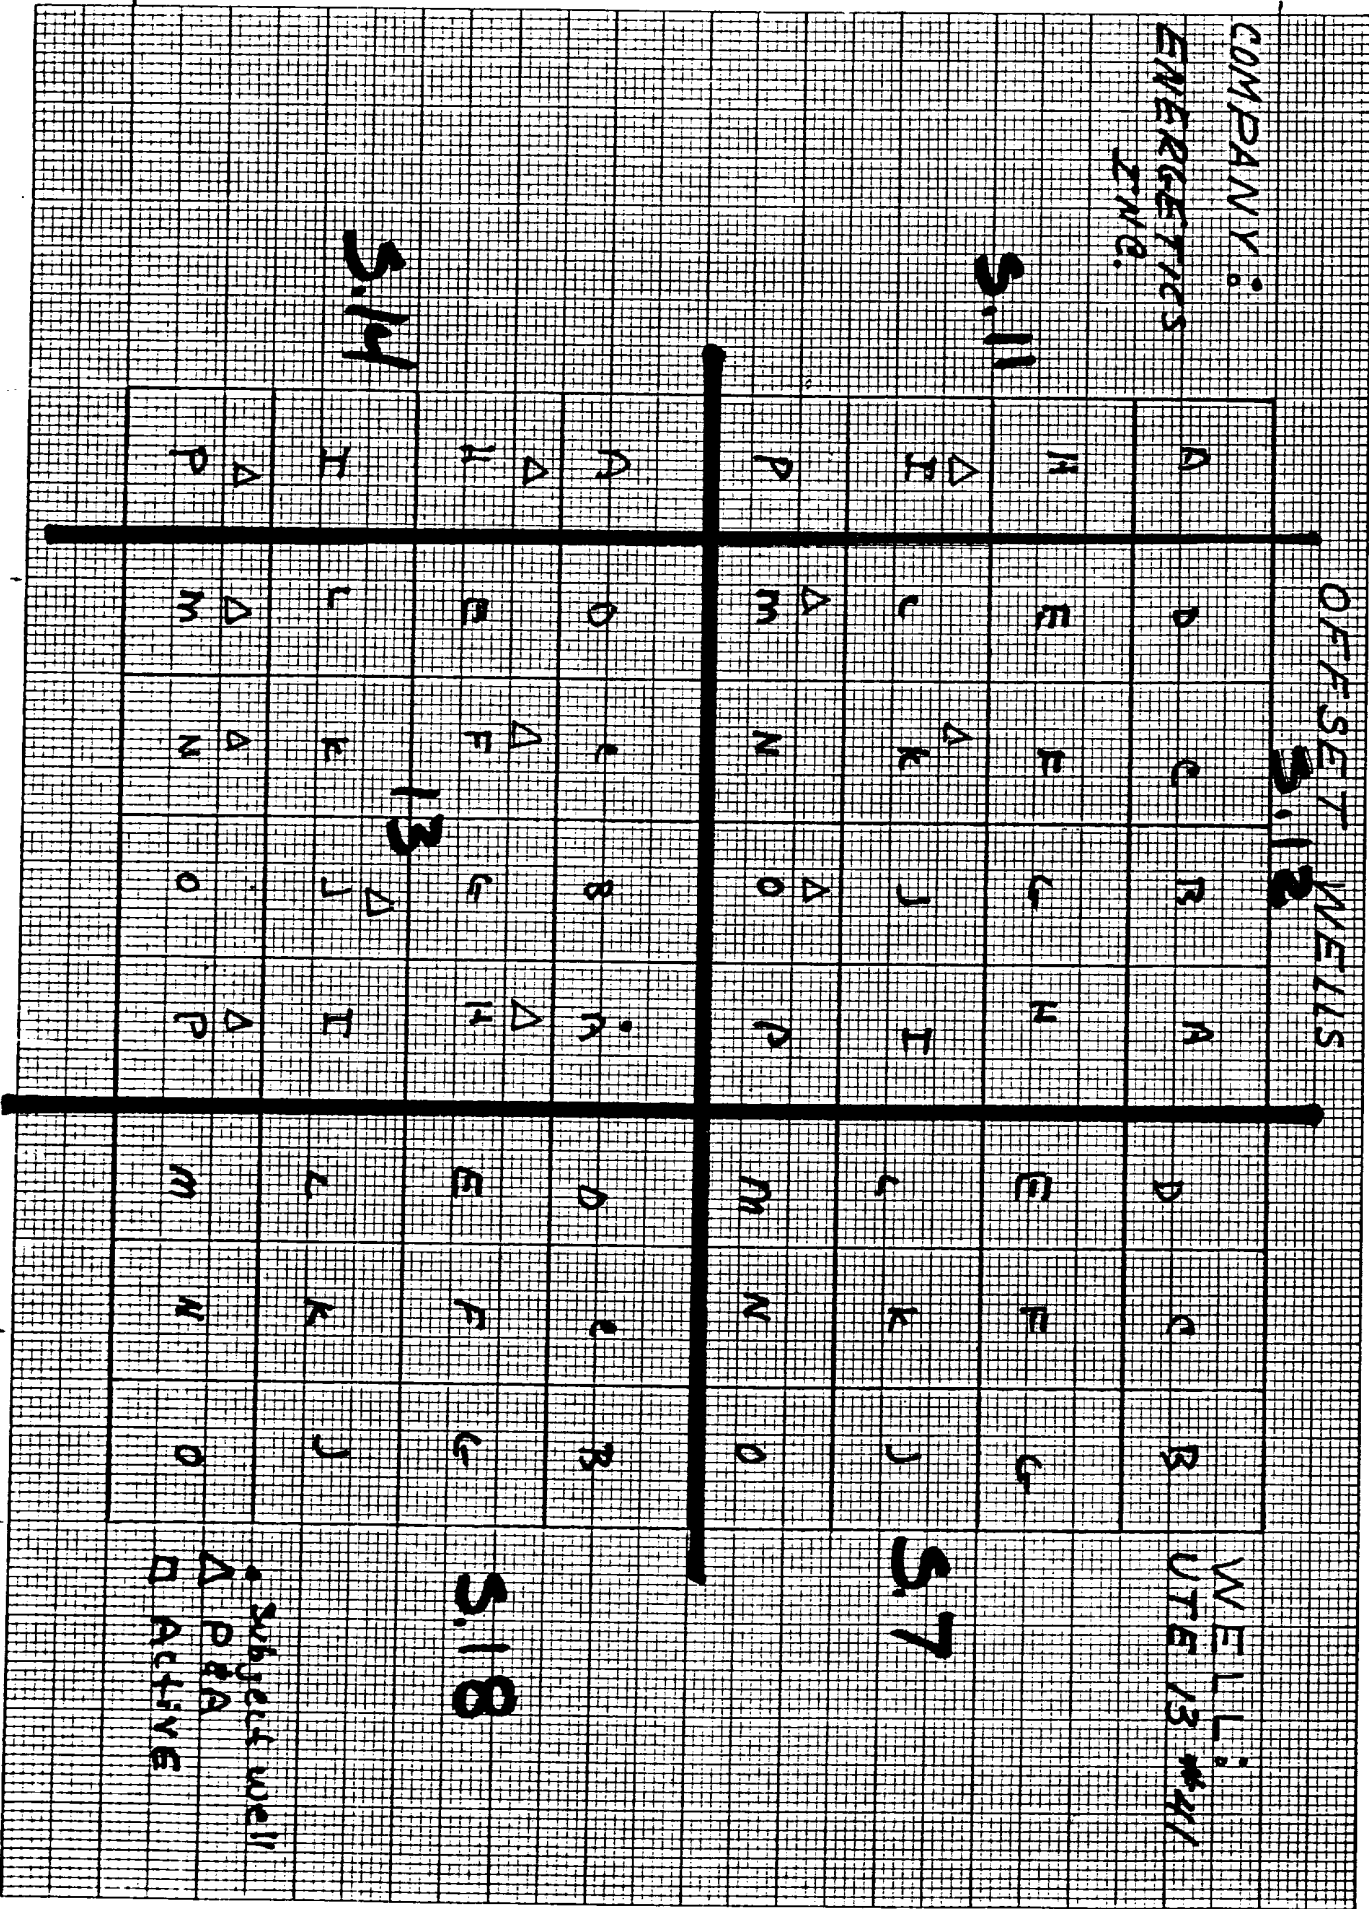 OFFSET WELLS
COMPANY:
ENERGETICS
INC.
WELL:
UTE 13 #41
S.12
A D C B A D C B
H E F G H E F G
S.11
S.7
I L K J I L K J
P M N O P M N O
A D C B A D C B
H E F G H E F G
S.14
13
S.18
I L K J I L K J
P M N O P M N O
• Subject well
△ P&A
□ ACTIVE